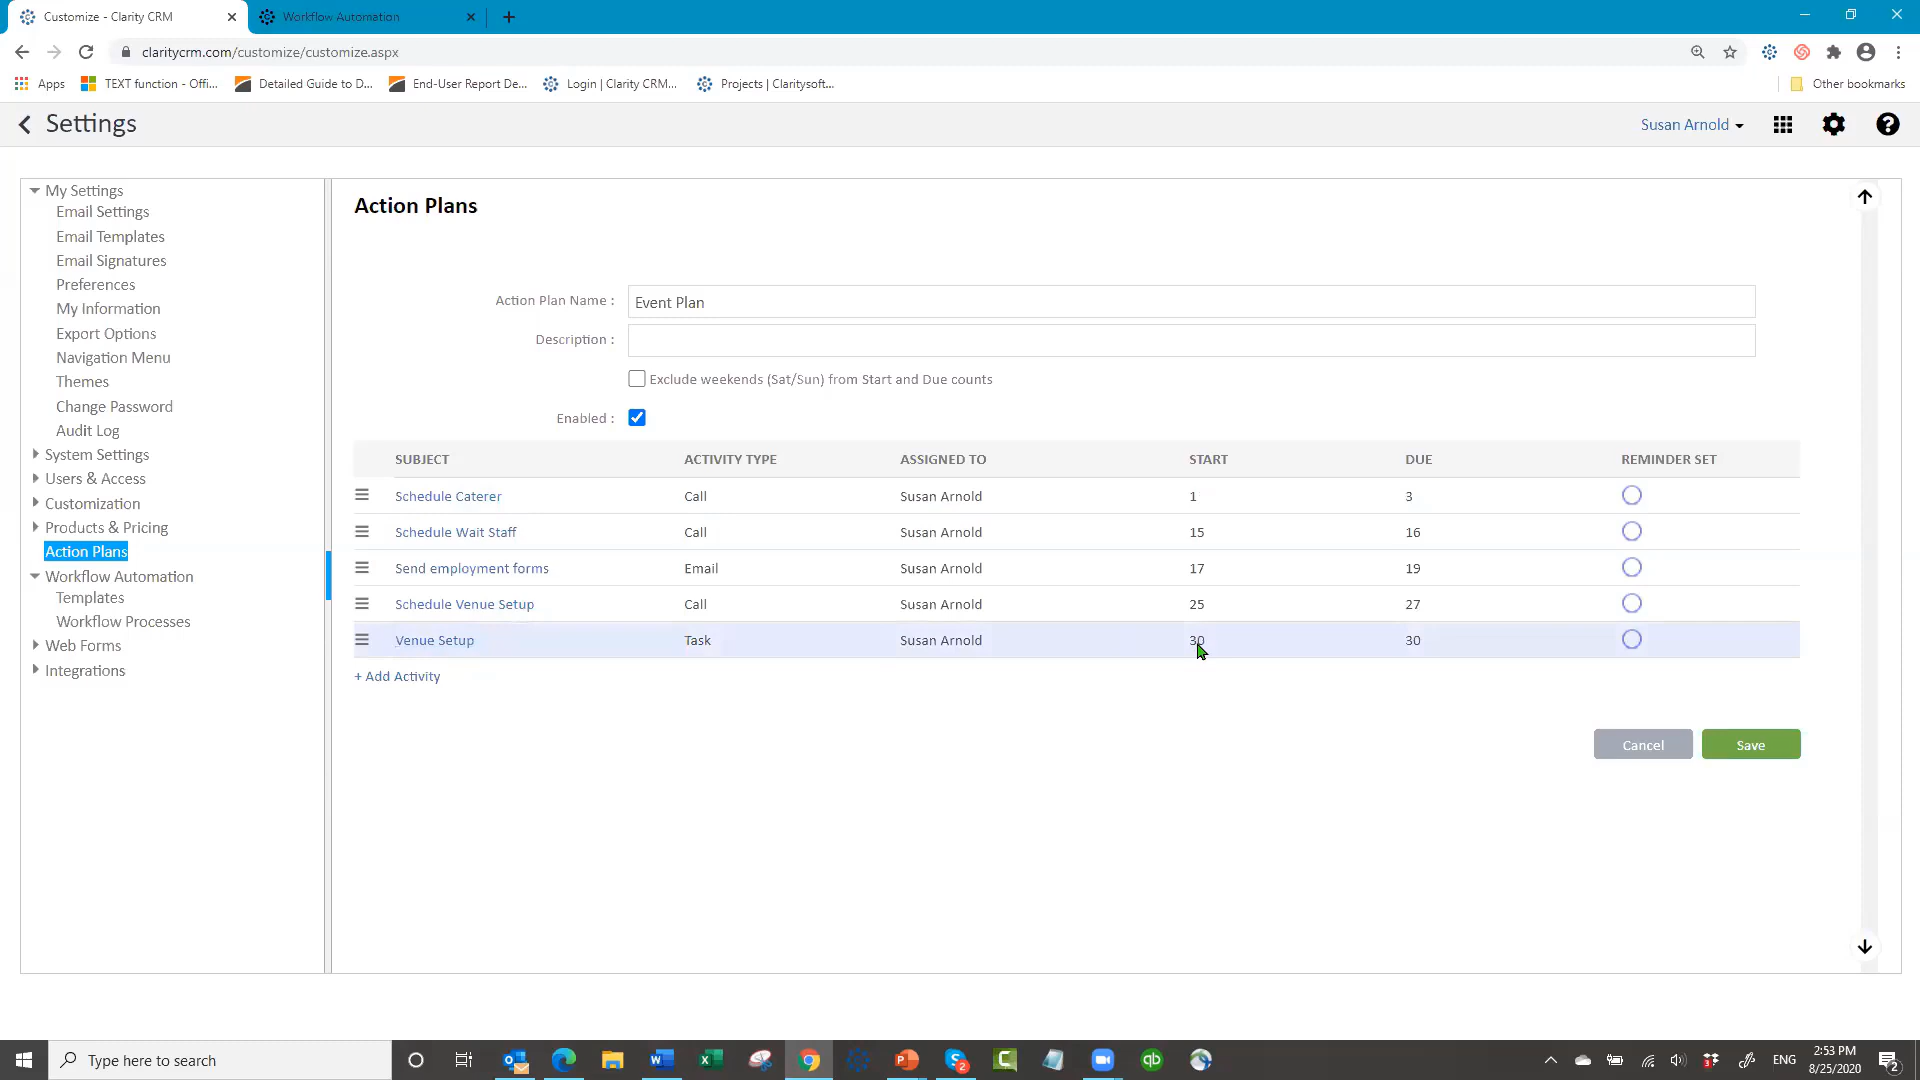 Customize - Clarity CRM
Workflow Automation
claritycrm.com/customize/customize.aspx
Apps
TEXT function - Offi...
Detailed Guide to D...
End-User Report De...
Login | Clarity CRM...
Projects | Claritysoft...
Other bookmarks
Settings
Susan Arnold
My Settings
Email Settings
Email Templates
Email Signatures
Preferences
My Information
Export Options
Navigation Menu
Themes
Change Password
Audit Log
System Settings
Users & Access
Customization
Products & Pricing
Action Plans
Workflow Automation
Templates
Workflow Processes
Web Forms
Integrations
Action Plans
Action Plan Name : Event Plan
Description :
Exclude weekends (Sat/Sun) from Start and Due counts
Enabled :
SUBJECT ACTIVITY TYPE ASSIGNED TO START DUE REMINDER SET
Schedule Caterer Call Susan Arnold 1 3
Schedule Wait Staff Call Susan Arnold 15 16
Send employment forms Email Susan Arnold 17 19
Schedule Venue Setup Call Susan Arnold 25 27
Venue Setup Task Susan Arnold 30 30
+ Add Activity
Cancel Save
Type here to search
ENG
2:53 PM
8/25/2020